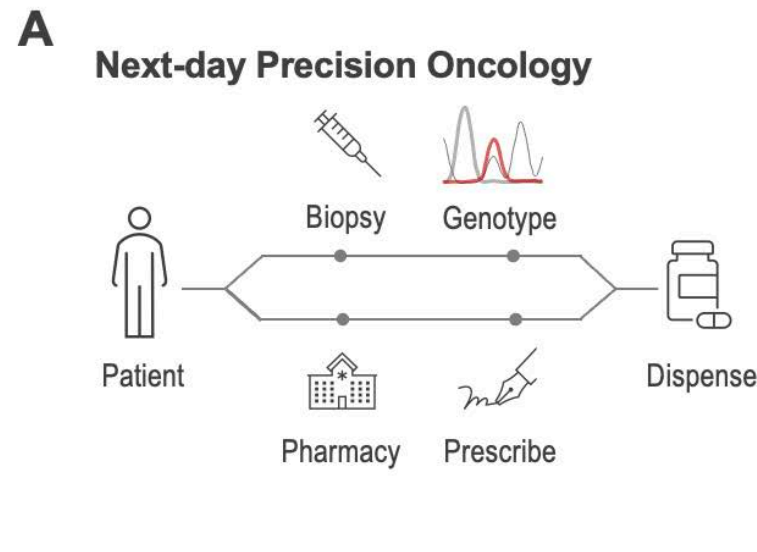 A
Next-day Precision Oncology
Biopsy
Genotype
Patient
Dispense
Pharmacy
Prescribe